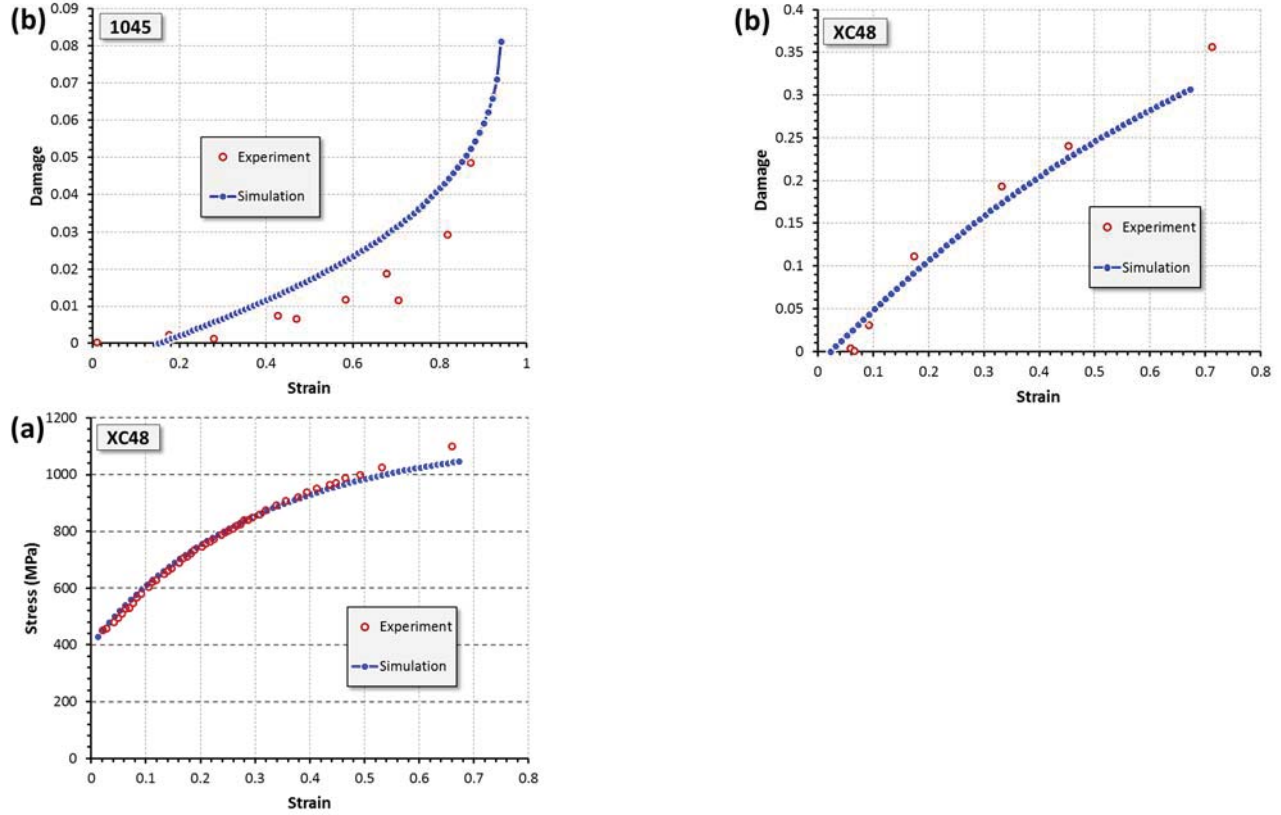 (b)
1045
0.09
0.08
0.07
0.06
0.05
0.04
0.03
0.02
0.01
0
Damage
Experiment
Simulation
0 0.2 0.4 0.6 0.8 1
Strain
(b)
XC48
0.4
0.35
0.3
0.25
0.2
0.15
0.1
0.05
0
Damage
Experiment
Simulation
0 0.1 0.2 0.3 0.4 0.5 0.6 0.7 0.8
Strain
(a)
XC48
1200
1000
800
600
400
200
0
Stress (MPa)
Experiment
Simulation
0 0.1 0.2 0.3 0.4 0.5 0.6 0.7 0.8
Strain